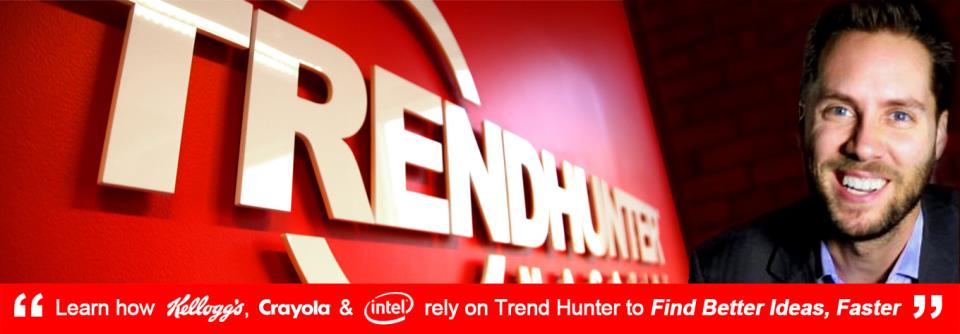 TRENDHUNTER
“ Learn how Kellogg's, Crayola & intel rely on Trend Hunter to Find Better Ideas, Faster ”